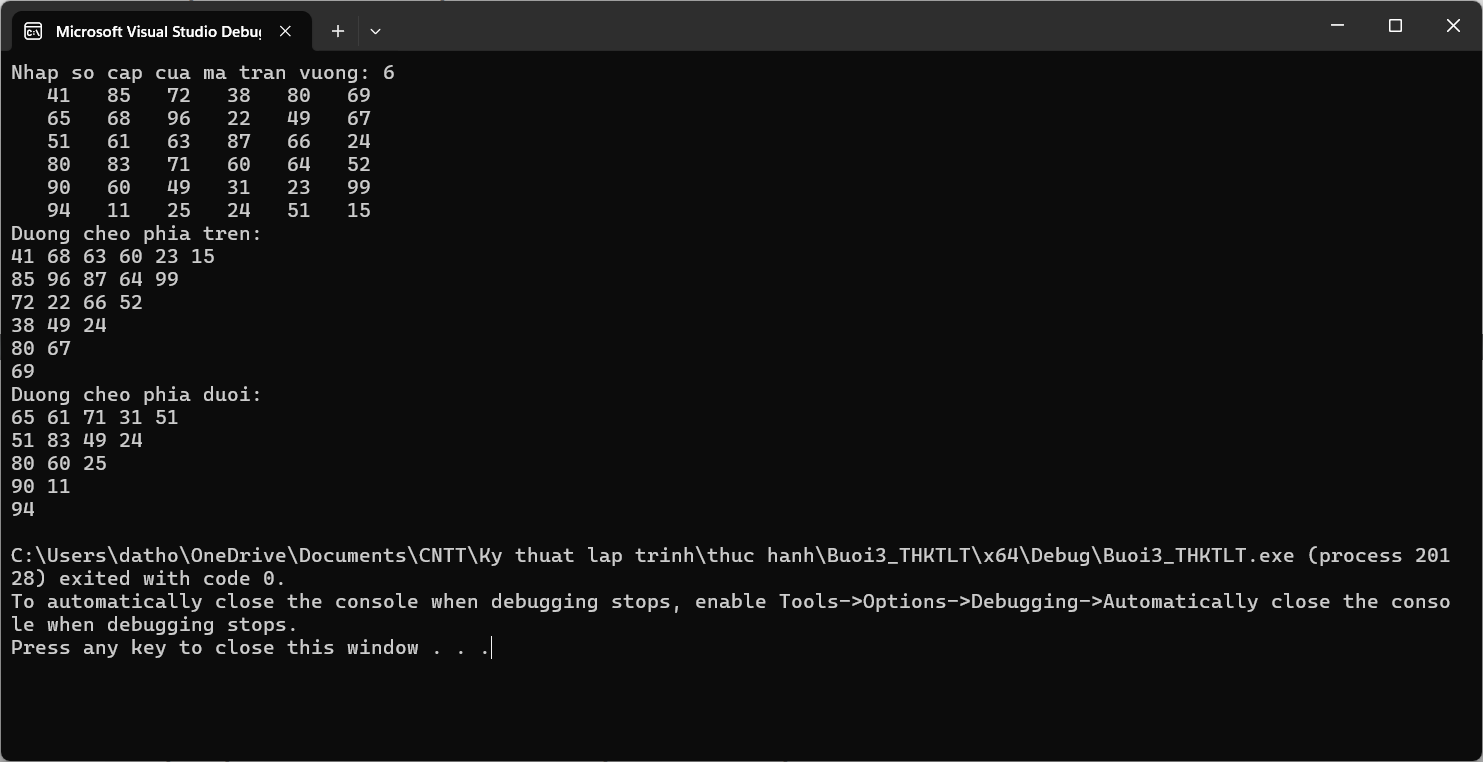 Microsoft Visual Studio Debug
Nhap so cap cua ma tran vuong: 6
41 85 72 38 80 69
65 68 96 22 49 67
51 61 63 87 66 24
80 83 71 60 64 52
90 60 49 31 23 99
94 11 25 24 51 15
Duong cheo phia tren:
41 68 63 60 23 15
85 96 87 64 99
72 22 66 52
38 49 24
80 67
69
Duong cheo phia duoi:
65 61 71 31 51
51 83 49 24
80 60 25
90 11
94
C:\Users\datho\OneDrive\Documents\CNTT\Ky thuat lap trinh\thuc hanh\Buoi3_THKTLT\x64\Debug\Buoi3_THKTLT.exe (process 201
28) exited with code 0.
To automatically close the console when debugging stops, enable Tools->Options->Debugging->Automatically close the conso
le when debugging stops.
Press any key to close this window . . .